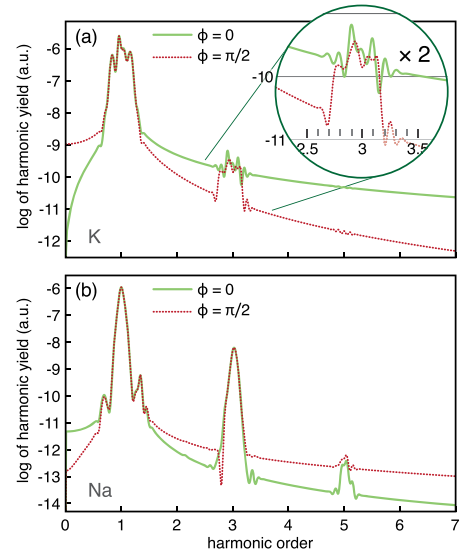 (a)
ϕ = 0
ϕ = π/2
× 2
-10
-11
2.5 3 3.5
log of harmonic yield (a.u.)
-6
-7
-8
-9
-10
-11
-12
K
(b)
ϕ = 0
ϕ = π/2
log of harmonic yield (a.u.)
-6
-7
-8
-9
-10
-11
-12
-13
-14
Na
0 1 2 3 4 5 6 7
harmonic order